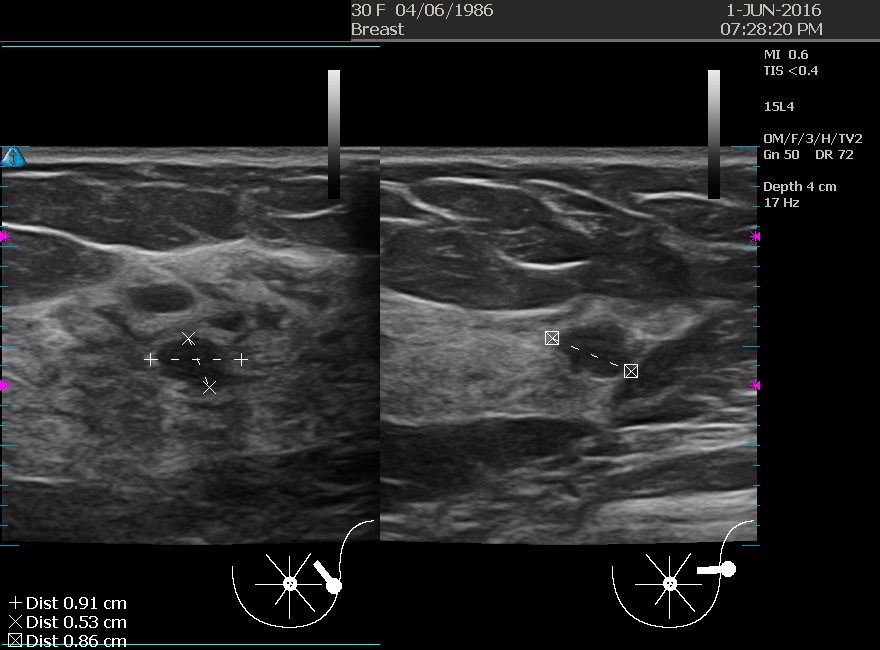 30 F 04/06/1986
1-JUN-2016
Breast
07:28:20 PM
MI 0.6
TIS <0.4
15L4
OM/F/3/H/TV2
Gn 50 DR 72
Depth 4 cm
17 Hz
Dist 0.91 cm
Dist 0.53 cm
Dist 0.86 cm